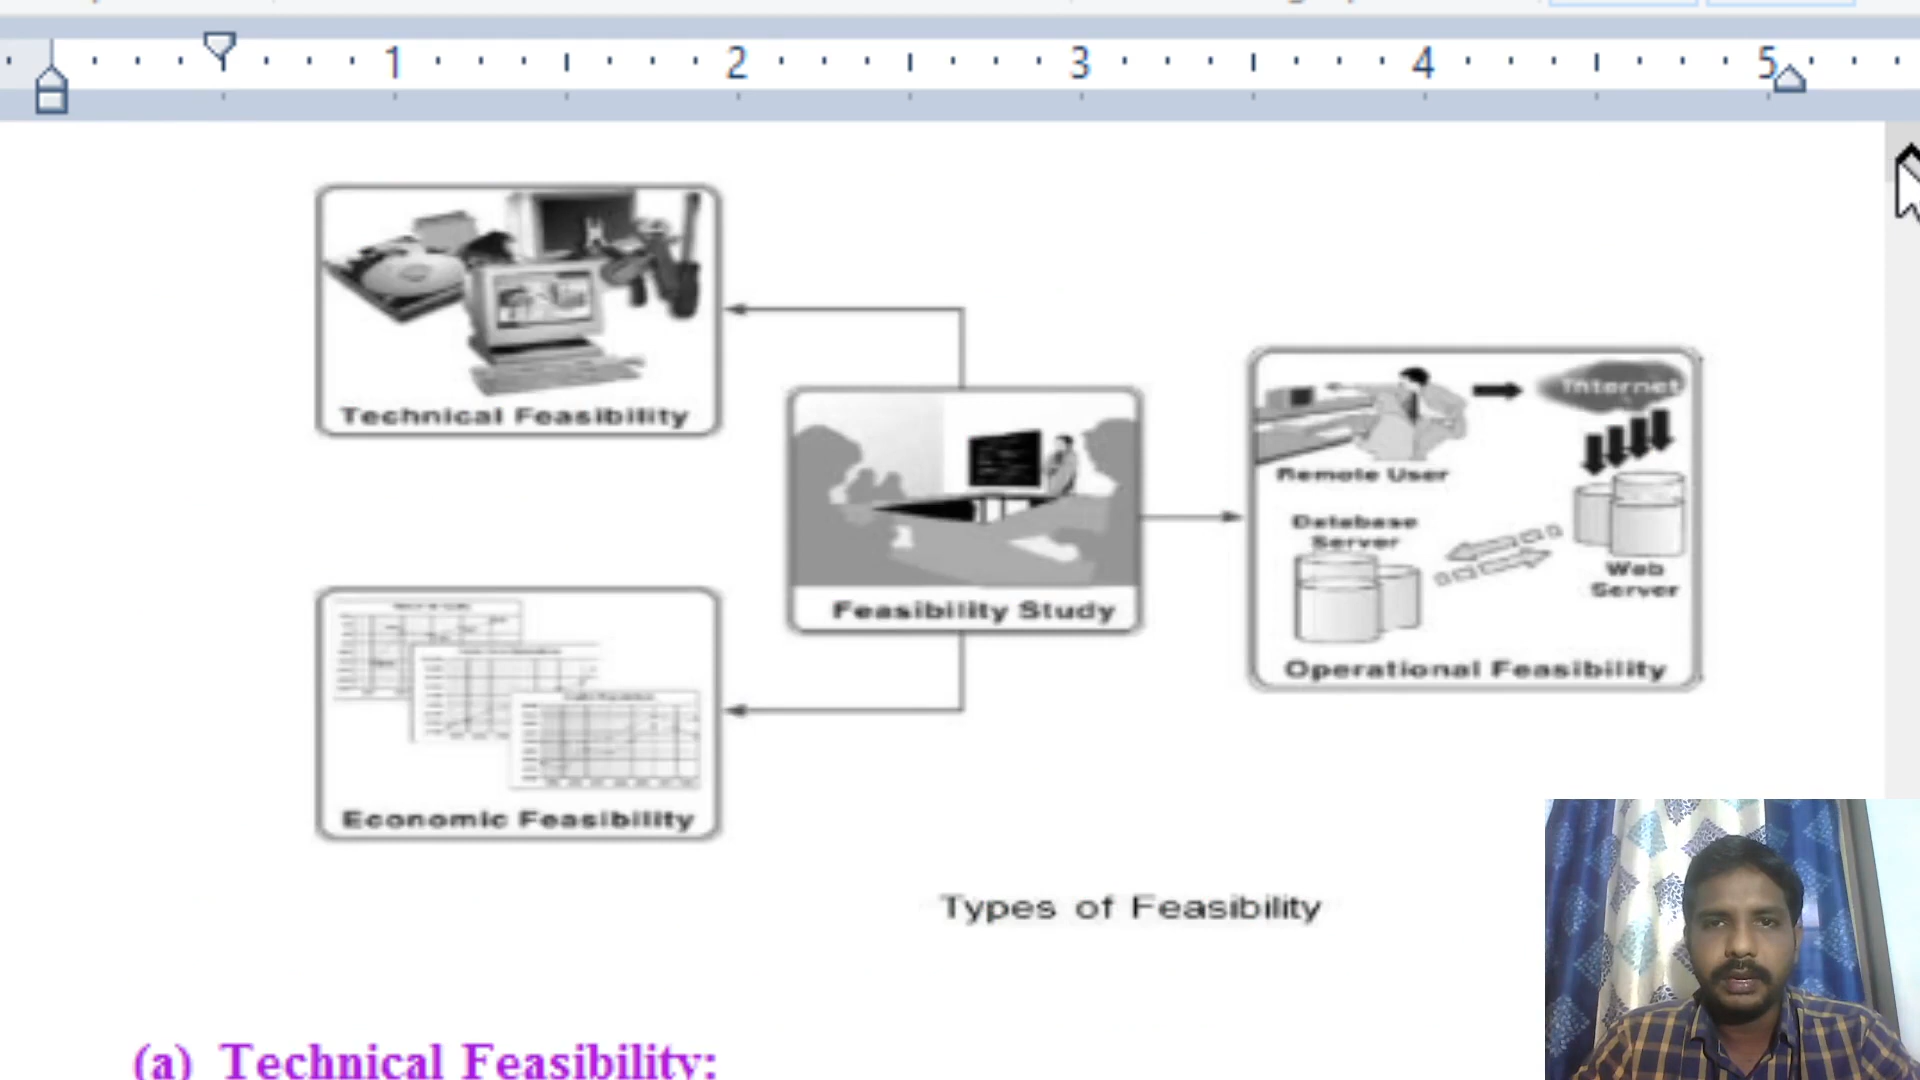 1 2 3 4 5
Technical Feasibility
Internet
Remote User
Database
Server
Web
Server
Feasibility Study
Operational Feasibility
Economic Feasibility
Types of Feasibility
(a) Technical Feasibility: